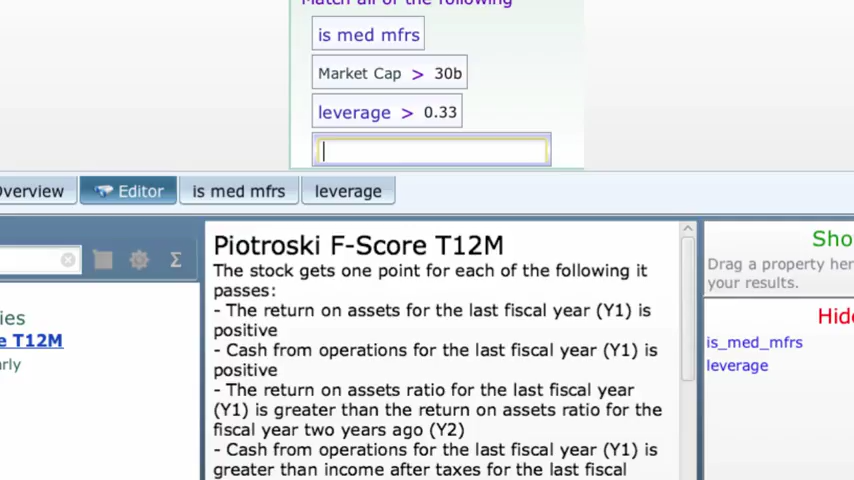 Match all of the following
is med mfrs
Market Cap > 30b
leverage > 0.33
Overview Editor is med mfrs leverage
Piotroski F-Score T12M
The stock gets one point for each of the following it
passes:
- The return on assets for the last fiscal year (Y1) is
positive
- Cash from operations for the last fiscal year (Y1) is
positive
- The return on assets ratio for the last fiscal year
(Y1) is greater than the return on assets ratio for the
fiscal year two years ago (Y2)
- Cash from operations for the last fiscal year (Y1) is
greater than income after taxes for the last fiscal
Σ
ies
e T12M
arly
Sho
Drag a property her
your results.
Hide
is_med_mfrs
leverage